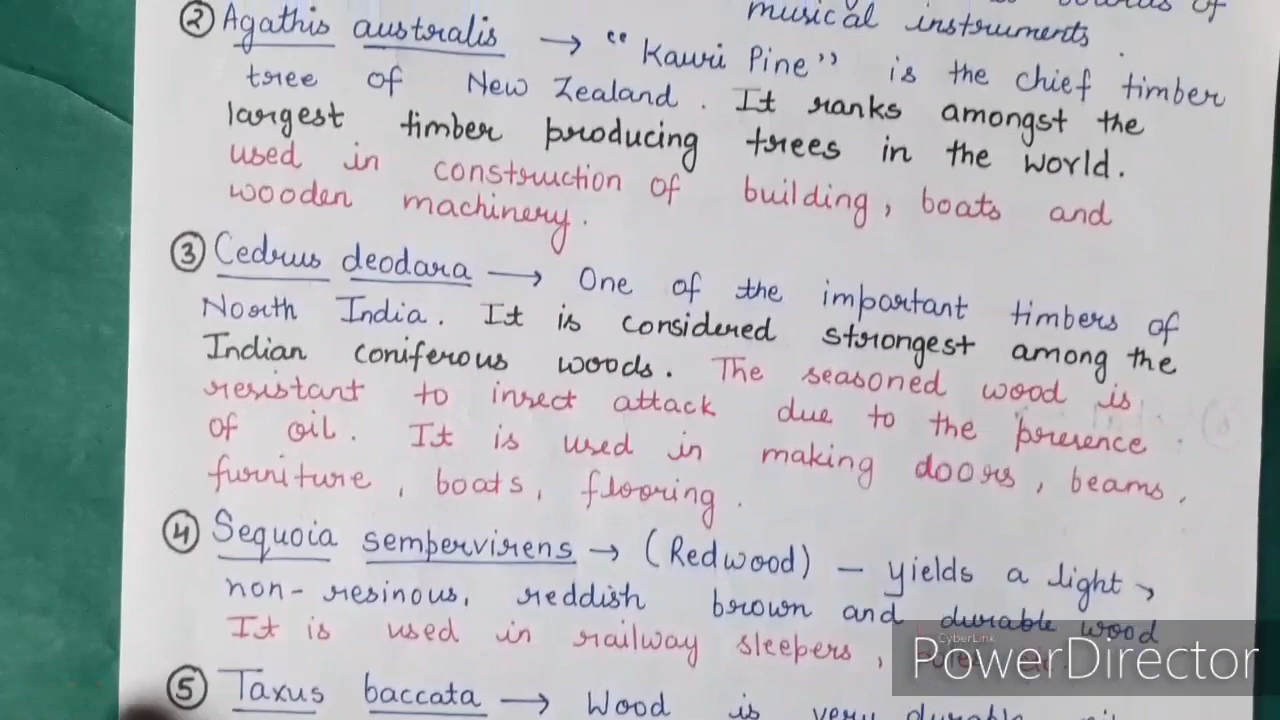 musical instruments.
② Agathis australis → "Kauri Pine" is the chief timber
tree of New Zealand. It ranks amongst the
largest timber producing trees in the world.
used in construction of building, boats and
wooden machinery.
③ Cedrus deodara → One of the important timbers of
North India. It is considered strongest among the
Indian coniferous woods. The seasoned wood is
resistant to insect attack due to the presence
of oil. It is used in making doors, beams,
furniture, boats, flooring.
④ Sequoia sempervirens → (Redwood) - yields a light,
non-resinous, reddish brown and durable wood
It is used in railway sleepers,
⑤ Taxus baccata → Wood is very durable
CyberLink
PowerDirector